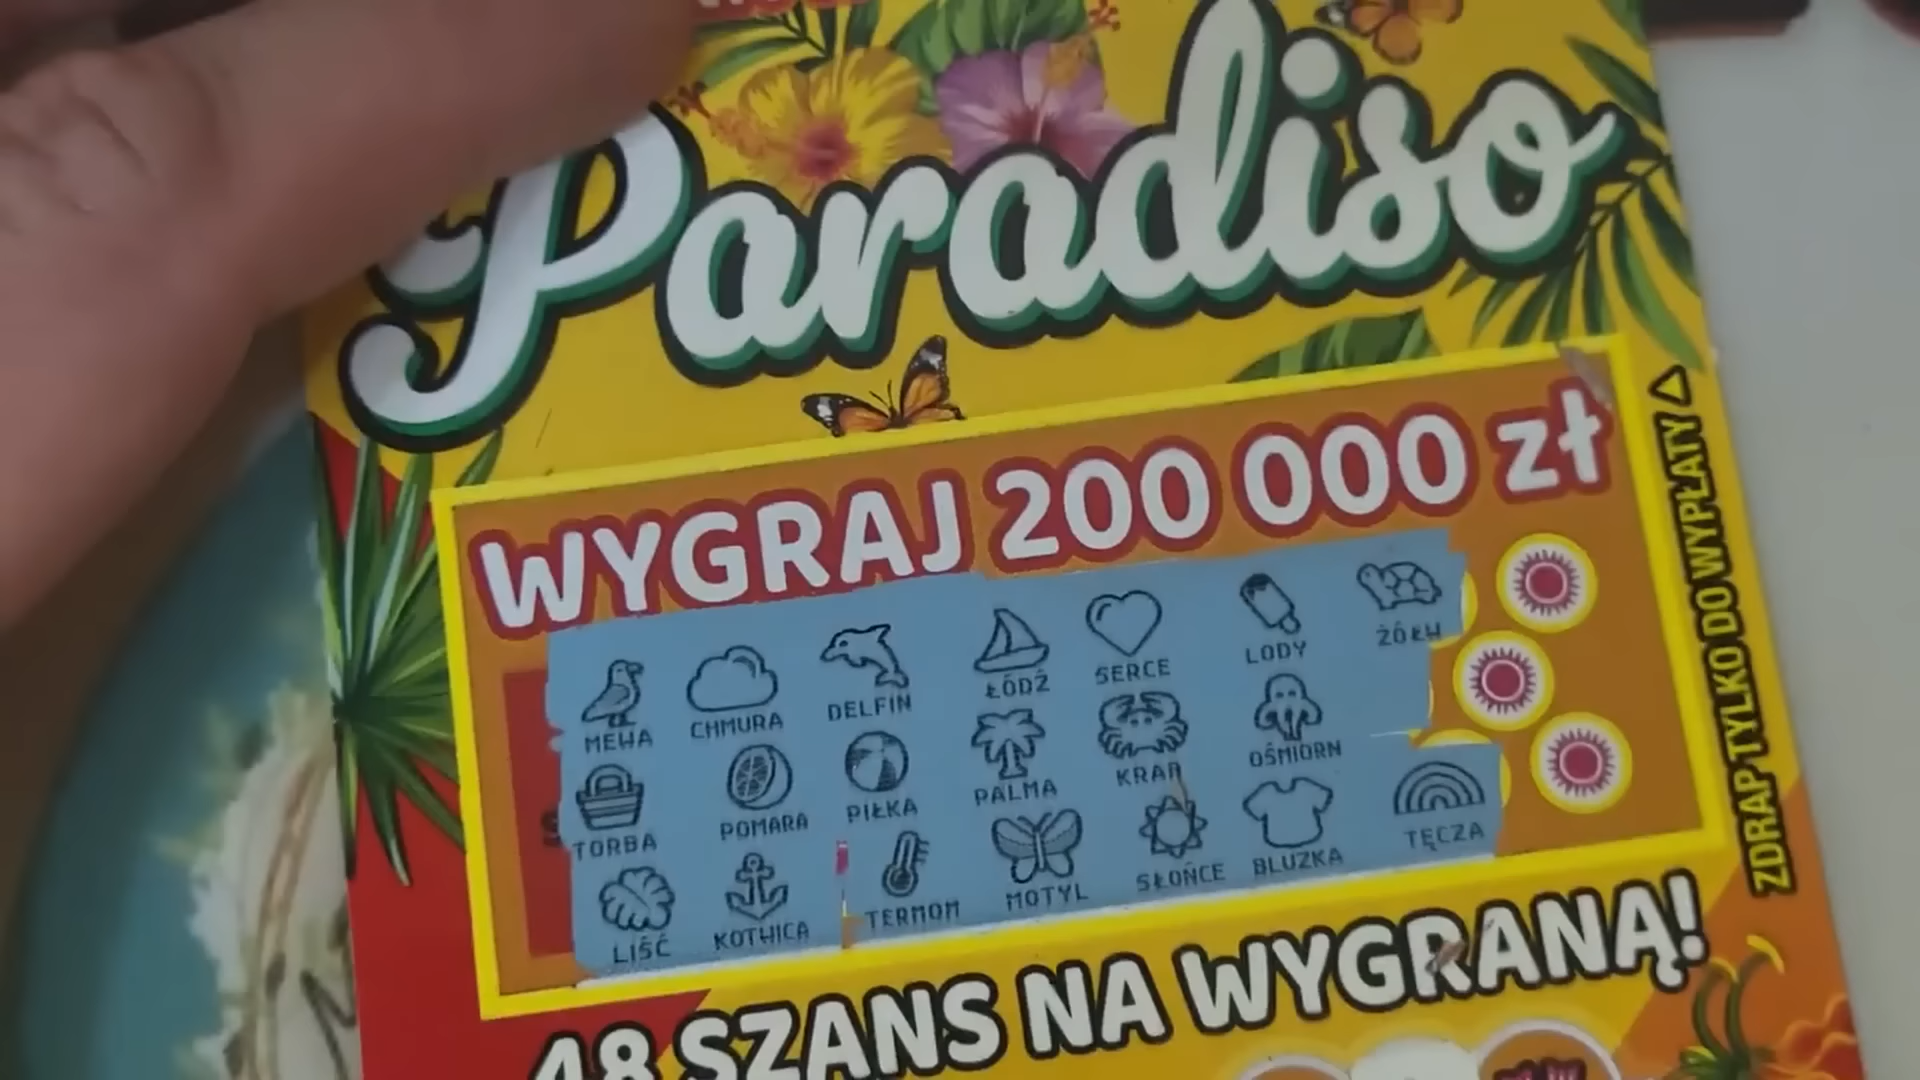 Paradiso
WYGRAJ 200 000 zł
MEWA CHMURA DELFIN ŁÓDŹ SERCE LODY ŻÓŁW
TORBA POMARA PIŁKA PALMA KRAB OŚMIORN
LIŚĆ KOTWICA TERMOM MOTYL SŁOŃCE BLUZKA TĘCZA
48 SZANS NA WYGRANĄ!
ZDRAP TYLKO DO WYPŁATY